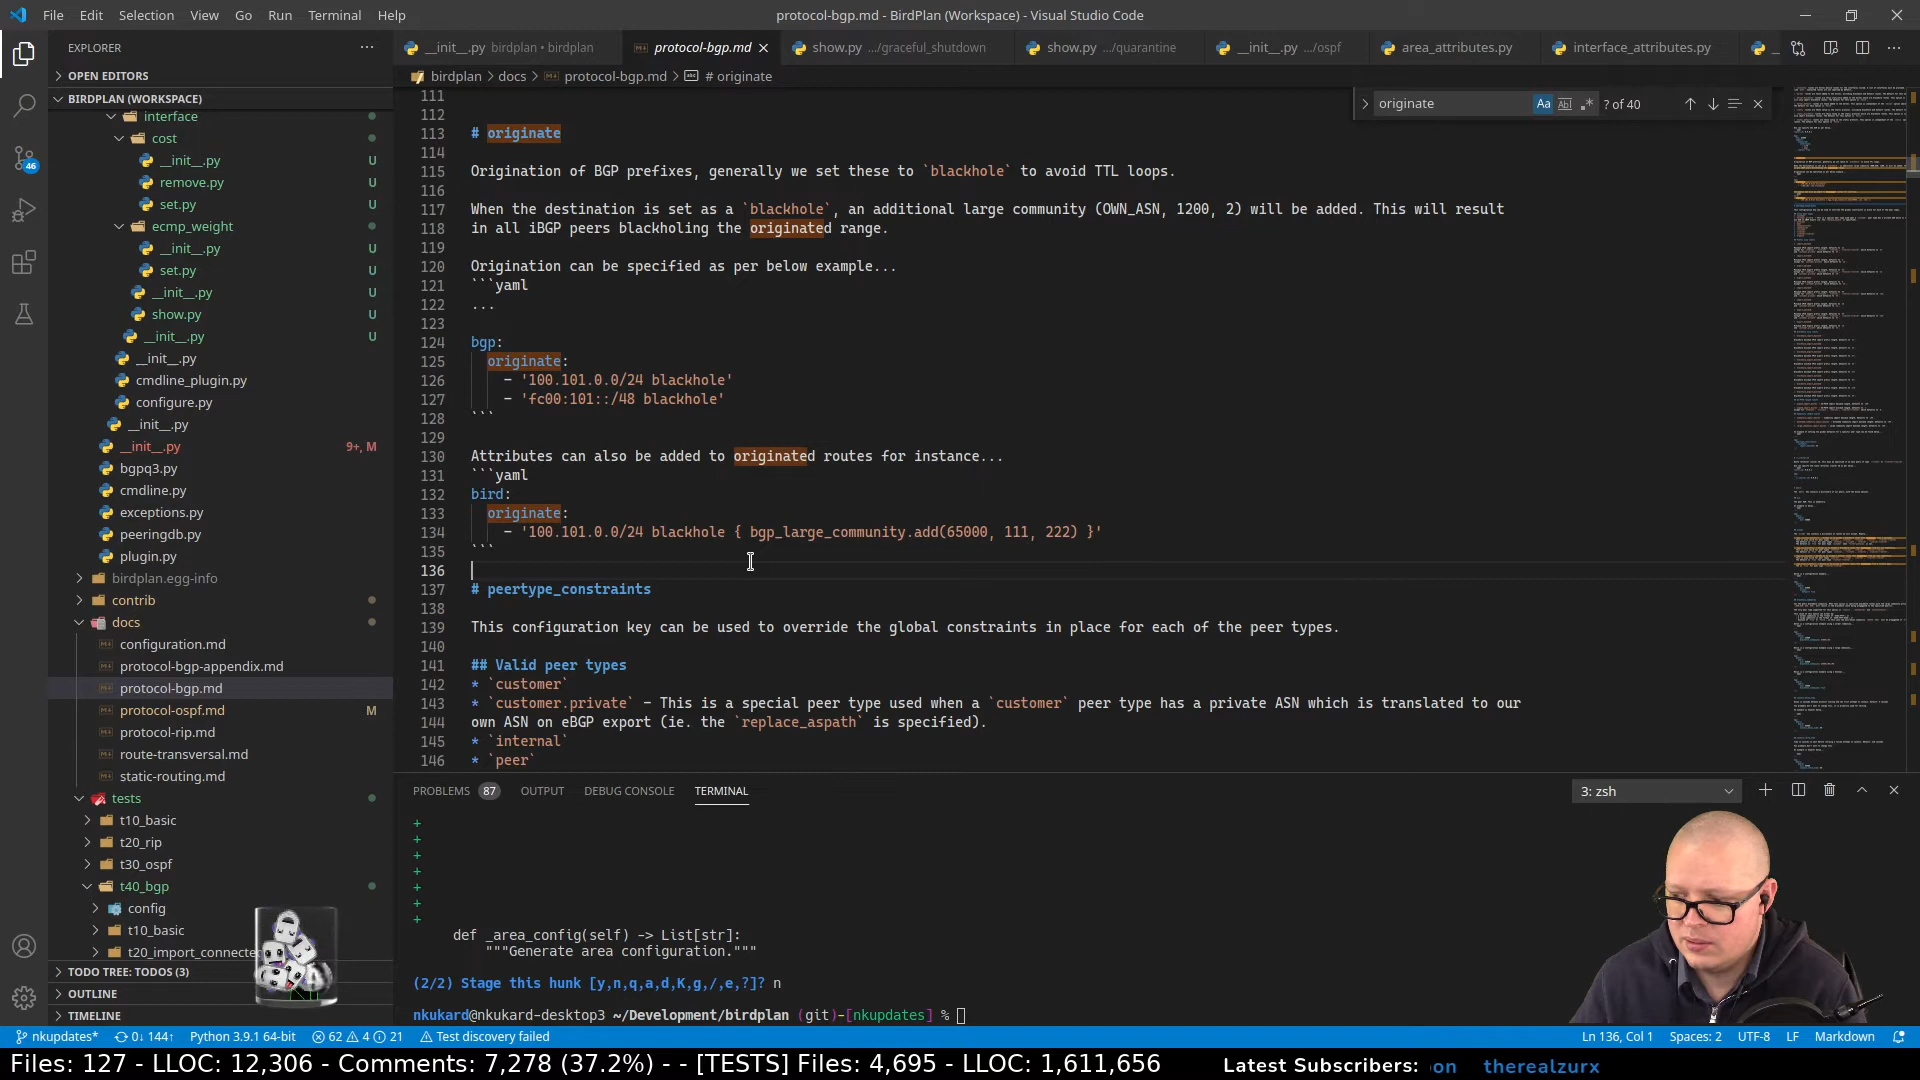 File Edit Selection View Go Run Terminal Help
protocol-bgp.md - BirdPlan (Workspace) - Visual Studio Code
EXPLORER
OPEN EDITORS
BIRDPLAN (WORKSPACE)
interface
cost
__init__.py U
remove.py U
set.py U
ecmp_weight
__init__.py U
set.py U
__init__.py U
show.py U
__init__.py U
__init__.py
cmdline_plugin.py
configure.py
__init__.py
__init__.py 9+, M
bgpq3.py
cmdline.py
exceptions.py
peeringdb.py
plugin.py
birdplan.egg-info
contrib
docs
configuration.md
protocol-bgp-appendix.md
protocol-bgp.md
protocol-ospf.md M
protocol-rip.md
route-transversal.md
static-routing.md
tests
t10_basic
t20_rip
t30_ospf
t40_bgp
config
t10_basic
t20_import_connecte
TODO TREE: TODOS (3)
OUTLINE
TIMELINE
46
__init__.py birdplan • birdplan
protocol-bgp.md
show.py .../graceful_shutdown
show.py .../quarantine
__init__.py .../ospf
area_attributes.py
interface_attributes.py
birdplan > docs > protocol-bgp.md > # originate
originate Aa Abl .* ? of 40
111
112
113 # originate
114
115 Origination of BGP prefixes, generally we set these to `blackhole` to avoid TTL loops.
116
117 When the destination is set as a `blackhole`, an additional large community (OWN_ASN, 1200, 2) will be added. This will result
118 in all iBGP peers blackholing the originated range.
119
120 Origination can be specified as per below example...
121 ```yaml
122 ...
123
124 bgp:
125 originate:
126 - '100.101.0.0/24 blackhole'
127 - 'fc00:101::/48 blackhole'
128 ```
129
130 Attributes can also be added to originated routes for instance...
131 ```yaml
132 bird:
133 originate:
134 - '100.101.0.0/24 blackhole { bgp_large_community.add(65000, 111, 222) }'
135 ```
136
137 # peertype_constraints
138
139 This configuration key can be used to override the global constraints in place for each of the peer types.
140
141 ## Valid peer types
142 * `customer`
143 * `customer.private` - This is a special peer type used when a `customer` peer type has a private ASN which is translated to our
144 own ASN on eBGP export (ie. the `replace_aspath` is specified).
145 * `internal`
146 * `peer`
PROBLEMS 87 OUTPUT DEBUG CONSOLE TERMINAL
3: zsh
+
+
+
+
+
+
+
def _area_config(self) -> List[str]:
"""Generate area configuration."""
(2/2) Stage this hunk [y,n,q,a,d,K,g,/,e,?]? n
nkukard@nkukard-desktop3 ~/Development/birdplan (git)-[nkupdates] %
nkupdates* 0↓ 144↑ Python 3.9.1 64-bit 62 4 21 Test discovery failed
Ln 136, Col 1 Spaces: 2 UTF-8 LF Markdown
Files: 127 - LLOC: 12,306 - Comments: 7,278 (37.2%) - - [TESTS] Files: 4,695 - LLOC: 1,611,656
Latest Subscribers: on therealzurx